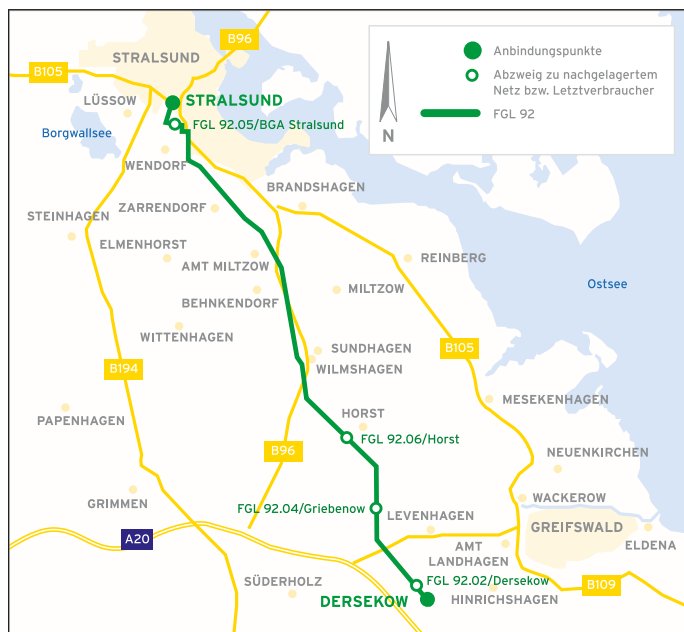 B96
STRALSUND
B105
LÜSSOW
STRALSUND
Borgwallsee
FGL 92.05/BGA Stralsund
WENDORF
BRANDSHAGEN
ZARRENDORF
STEINHAGEN
ELMENHORST
AMT MILTZOW
REINBERG
BEHNKENDORF
MILTZOW
Ostsee
WITTENHAGEN
SUNDHAGEN
B105
WILMSHAGEN
B194
MESEKENHAGEN
PAPENHAGEN
HORST
FGL 92.06/Horst
B96
NEUENKIRCHEN
GRIMMEN
WACKEROW
FGL 92.04/Griebenow
LEVENHAGEN
GREIFSWALD
A20
AMT
LANDHAGEN
ELDENA
SÜDERHOLZ
FGL 92.02/Dersekow
B109
DERSEKOW
HINRICHSHAGEN
N
Anbindungspunkte
Abzweig zu nachgelagertem
Netz bzw. Letztverbraucher
FGL 92